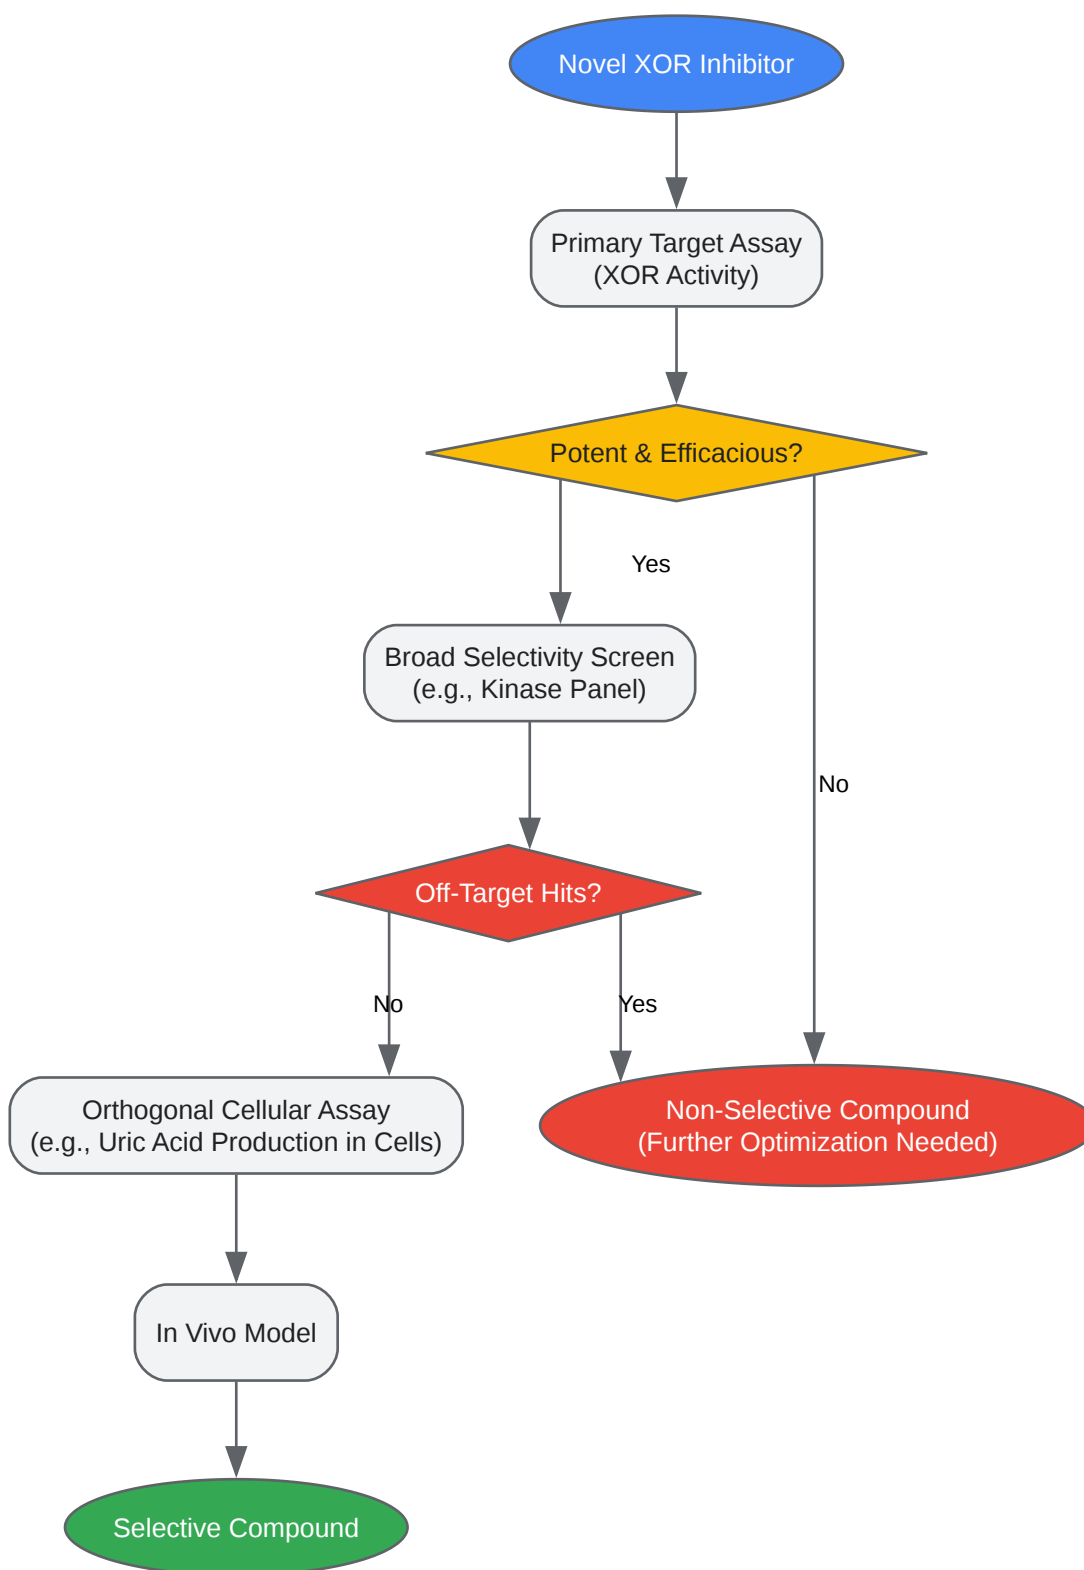 Novel XOR Inhibitor
Primary Target Assay
(XOR Activity)
Potent & Efficacious?
Yes
Broad Selectivity Screen
(e.g., Kinase Panel)
No
Off-Target Hits?
No
Yes
Orthogonal Cellular Assay
(e.g., Uric Acid Production in Cells)
Non-Selective Compound
(Further Optimization Needed)
In Vivo Model
Selective Compound